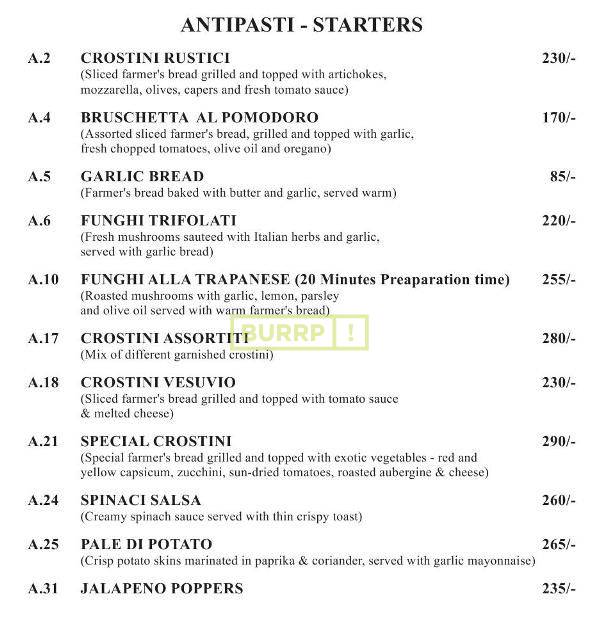 ANTIPASTI - STARTERS
A.2 CROSTINI RUSTICI 230/-
(Sliced farmer's bread grilled and topped with artichokes,
mozzarella, olives, capers and fresh tomato sauce)
A.4 BRUSCHETTA AL POMODORO 170/-
(Assorted sliced farmer's bread, grilled and topped with garlic,
fresh chopped tomatoes, olive oil and oregano)
A.5 GARLIC BREAD 85/-
(Farmer's bread baked with butter and garlic, served warm)
A.6 FUNGHI TRIFOLATI 220/-
(Fresh mushrooms sauteed with Italian herbs and garlic,
served with garlic bread)
A.10 FUNGHI ALLA TRAPANESE (20 Minutes Preaparation time) 255/-
(Roasted mushrooms with garlic, lemon, parsley
and olive oil served with warm farmer's bread)
BURRP!
A.17 CROSTINI ASSORTITI 280/-
(Mix of different garnished crostini)
A.18 CROSTINI VESUVIO 230/-
(Sliced farmer's bread grilled and topped with tomato sauce
& melted cheese)
A.21 SPECIAL CROSTINI 290/-
(Special farmer's bread grilled and topped with exotic vegetables - red and
yellow capsicum, zucchini, sun-dried tomatoes, roasted aubergine & cheese)
A.24 SPINACI SALSA 260/-
(Creamy spinach sauce served with thin crispy toast)
A.25 PALE DI POTATO 265/-
(Crisp potato skins marinated in paprika & coriander, served with garlic mayonnaise)
A.31 JALAPENO POPPERS 235/-